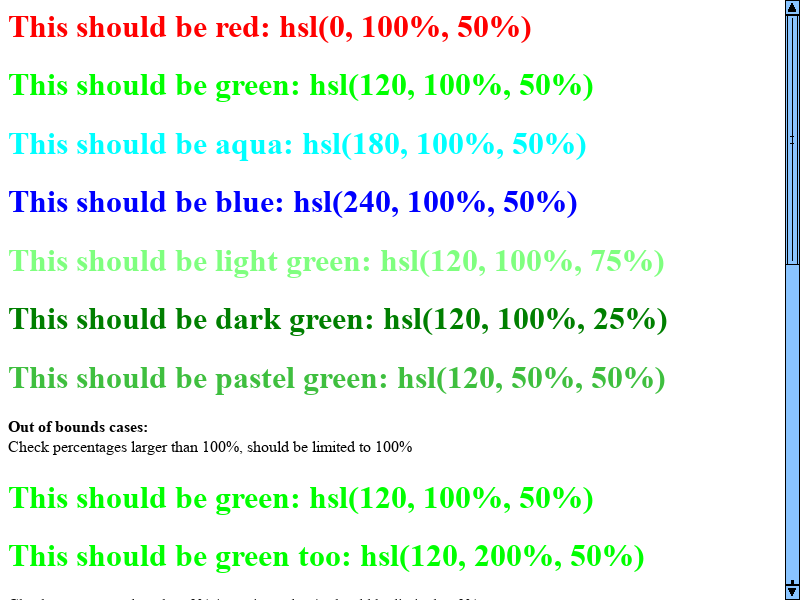 This should be red: hsl(0, 100%, 50%)
This should be green: hsl(120, 100%, 50%)
This should be aqua: hsl(180, 100%, 50%)
This should be blue: hsl(240, 100%, 50%)
This should be light green: hsl(120, 100%, 75%)
This should be dark green: hsl(120, 100%, 25%)
This should be pastel green: hsl(120, 50%, 50%)
Out of bounds cases:
Check percentages larger than 100%, should be limited to 100%
This should be green: hsl(120, 100%, 50%)
This should be green too: hsl(120, 200%, 50%)